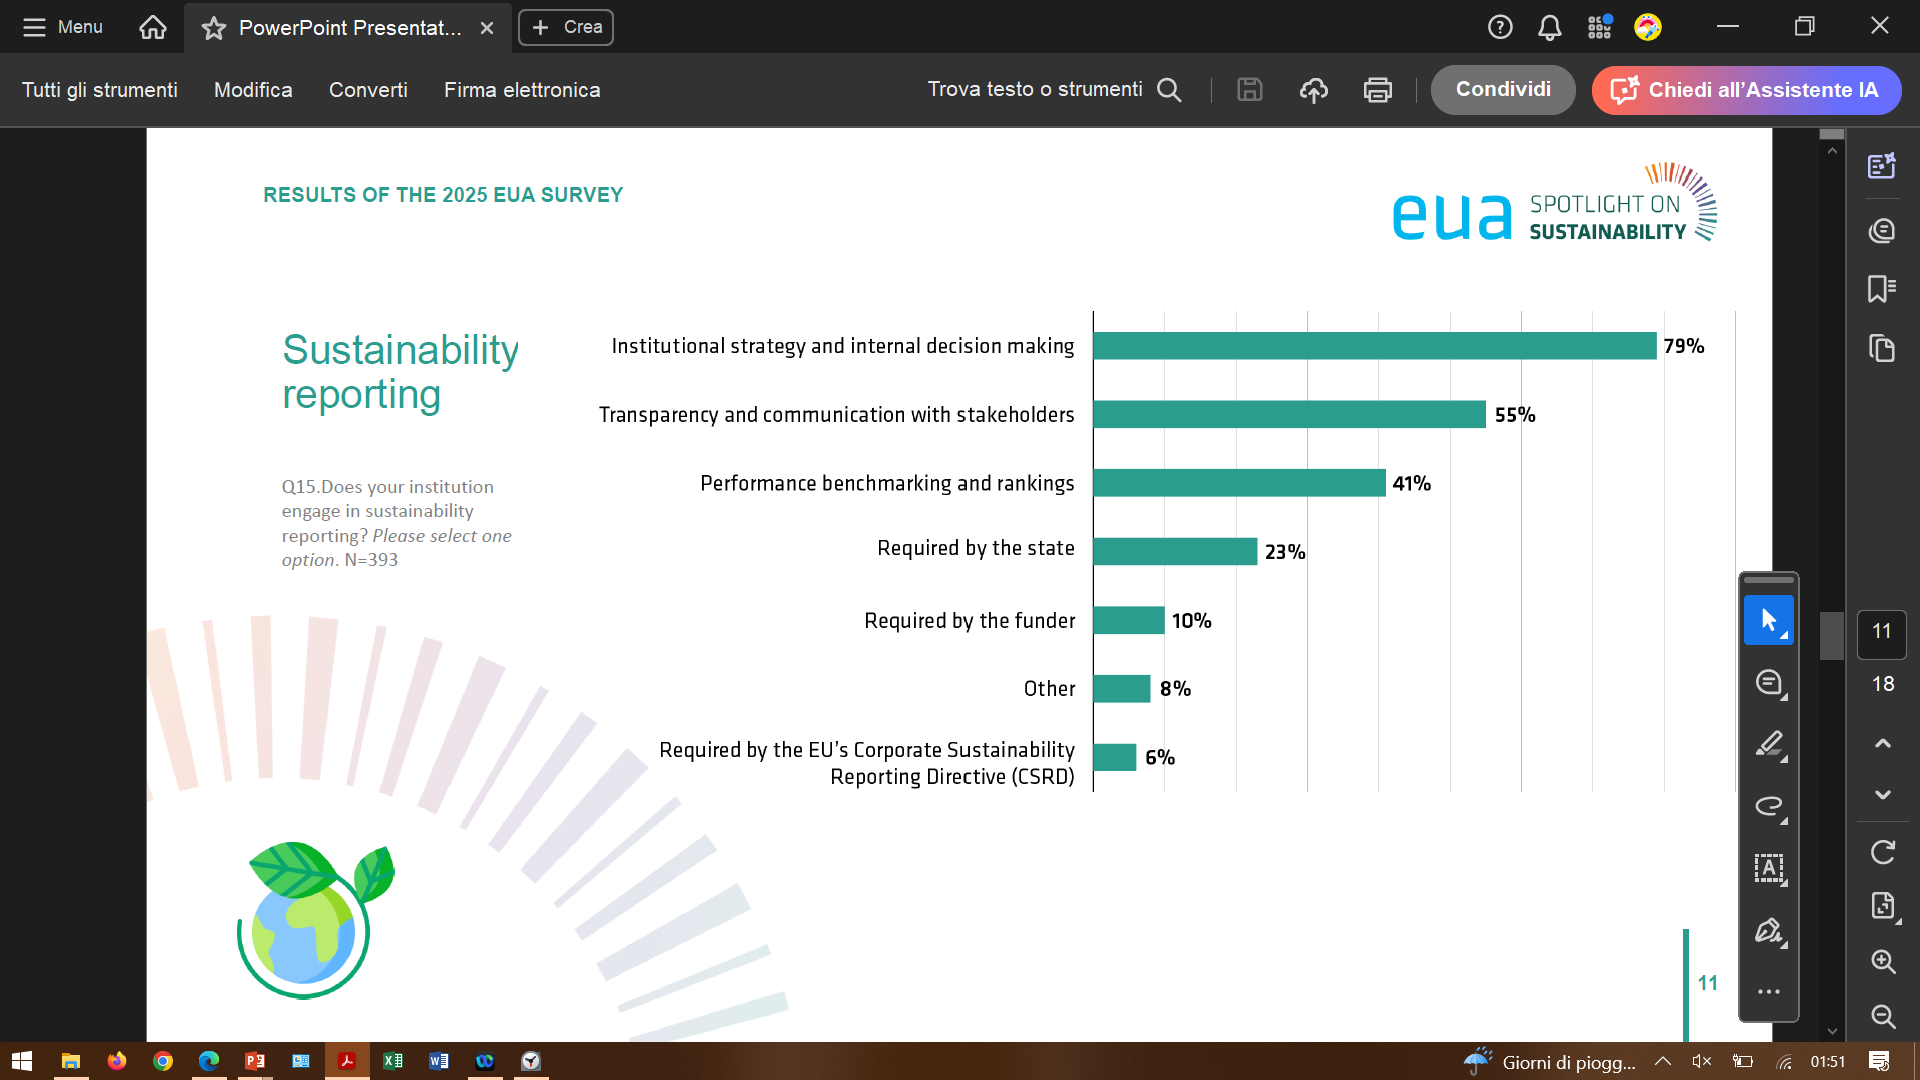 Menu
PowerPoint Presentat...
Crea
Tutti gli strumenti
Modifica
Converti
Firma elettronica
Trova testo o strumenti
Condividi
Chiedi all'Assistente IA
RESULTS OF THE 2025 EUA SURVEY
eua
SPOTLIGHT ON
SUSTAINABILITY
Sustainability
reporting
Q15.Does your institution
engage in sustainability
reporting? Please select one
option. N=393
Institutional strategy and internal decision making
79%
Transparency and communication with stakeholders
55%
Performance benchmarking and rankings
41%
Required by the state
23%
Required by the funder
10%
Other
8%
Required by the EU's Corporate Sustainability
Reporting Directive (CSRD)
6%
11
11
18
Giorni di piogg...
01:51